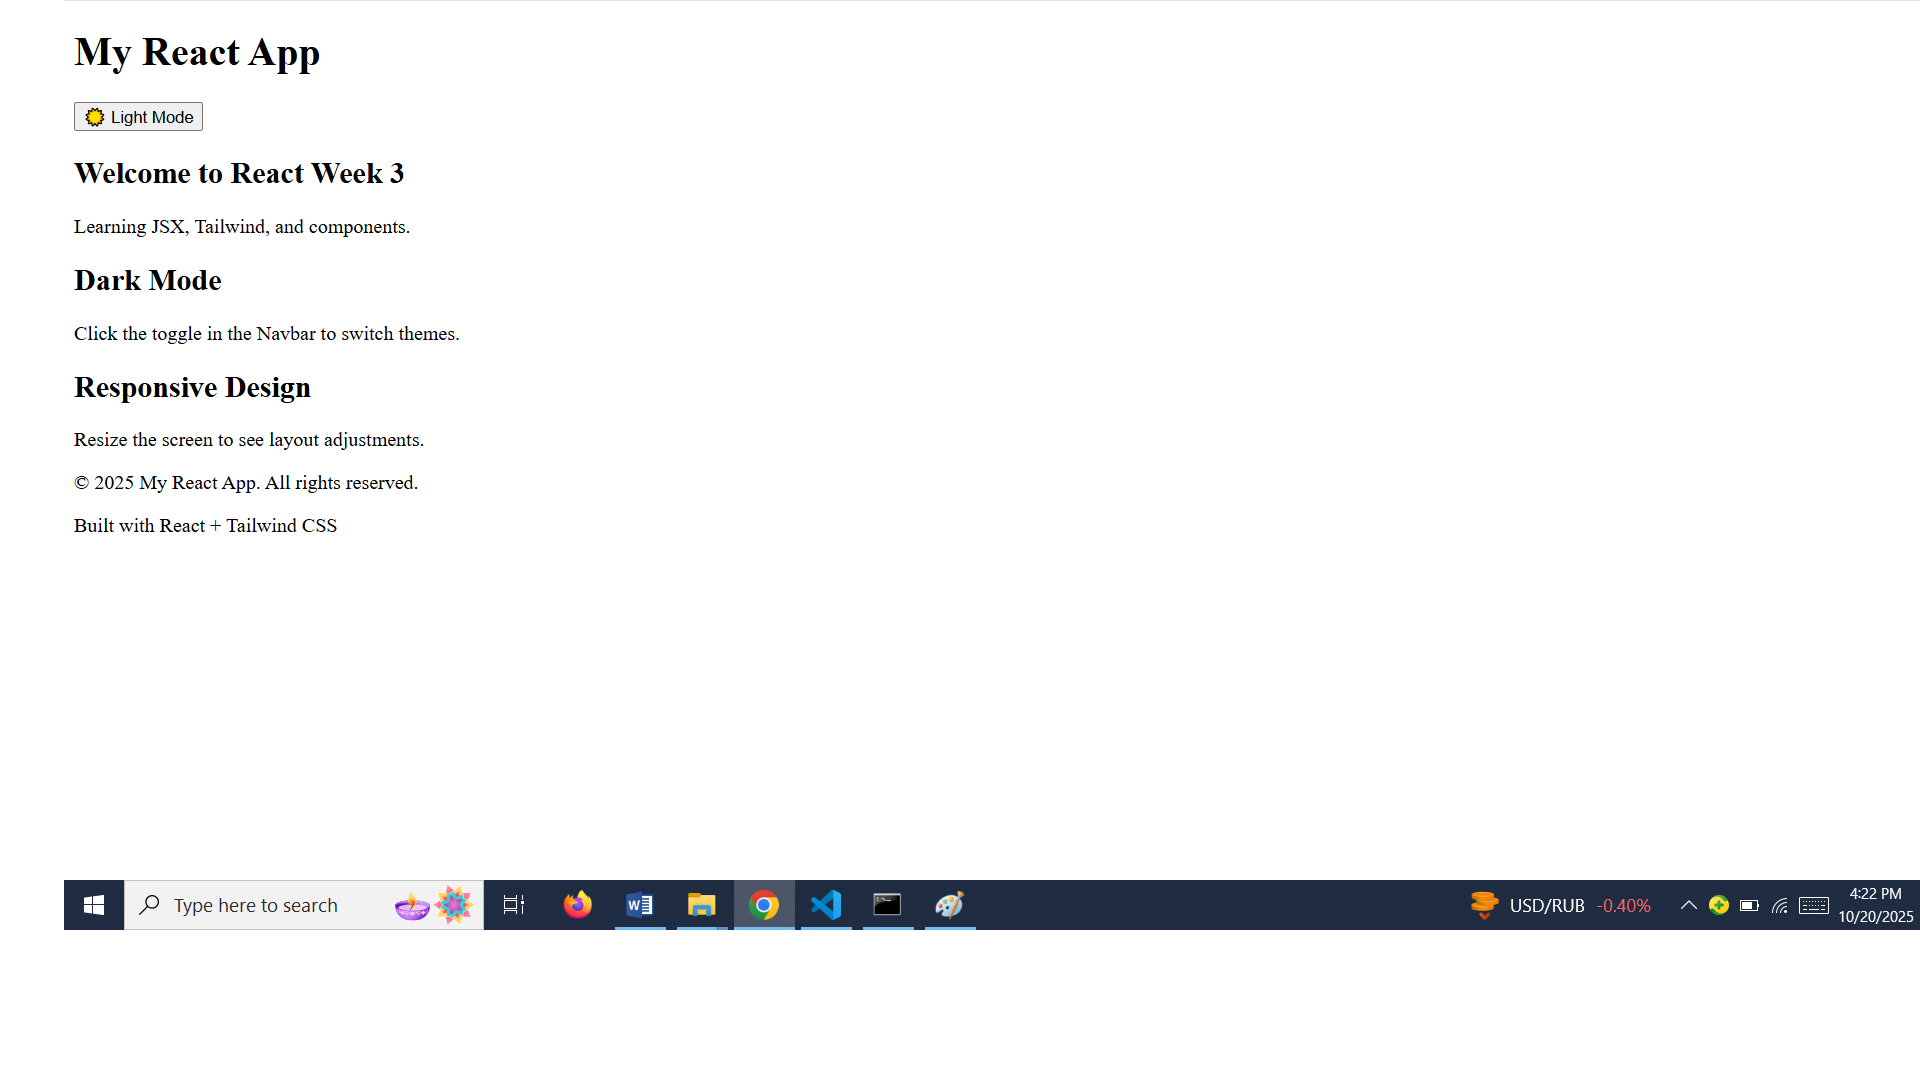 My React App
Light Mode
Welcome to React Week 3
Learning JSX, Tailwind, and components.
Dark Mode
Click the toggle in the Navbar to switch themes.
Responsive Design
Resize the screen to see layout adjustments.
© 2025 My React App. All rights reserved.
Built with React + Tailwind CSS
Type here to search
USD/RUB -0.40%
4:22 PM
10/20/2025